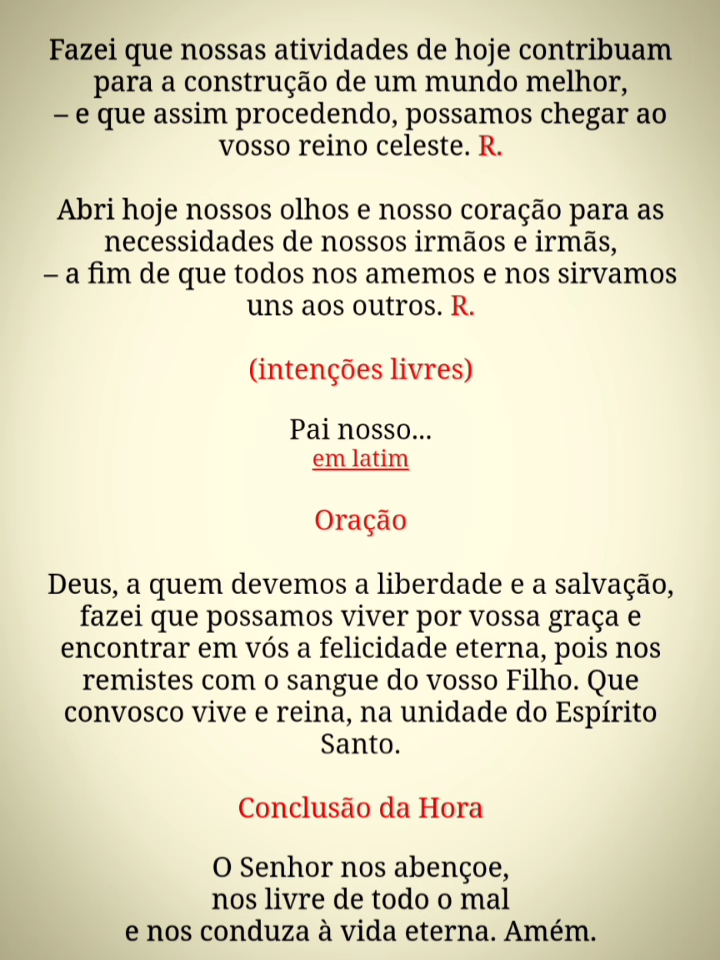 Fazei que nossas atividades de hoje contribuam
para a construção de um mundo melhor,
– e que assim procedendo, possamos chegar ao
vosso reino celeste. R.
Abri hoje nossos olhos e nosso coração para as
necessidades de nossos irmãos e irmãs,
– a fim de que todos nos amemos e nos sirvamos
uns aos outros. R.
(intenções livres)
Pai nosso...
em latim
Oração
Deus, a quem devemos a liberdade e a salvação,
fazei que possamos viver por vossa graça e
encontrar em vós a felicidade eterna, pois nos
remistes com o sangue do vosso Filho. Que
convosco vive e reina, na unidade do Espírito
Santo.
Conclusão da Hora
O Senhor nos abençoe,
nos livre de todo o mal
e nos conduza à vida eterna. Amém.